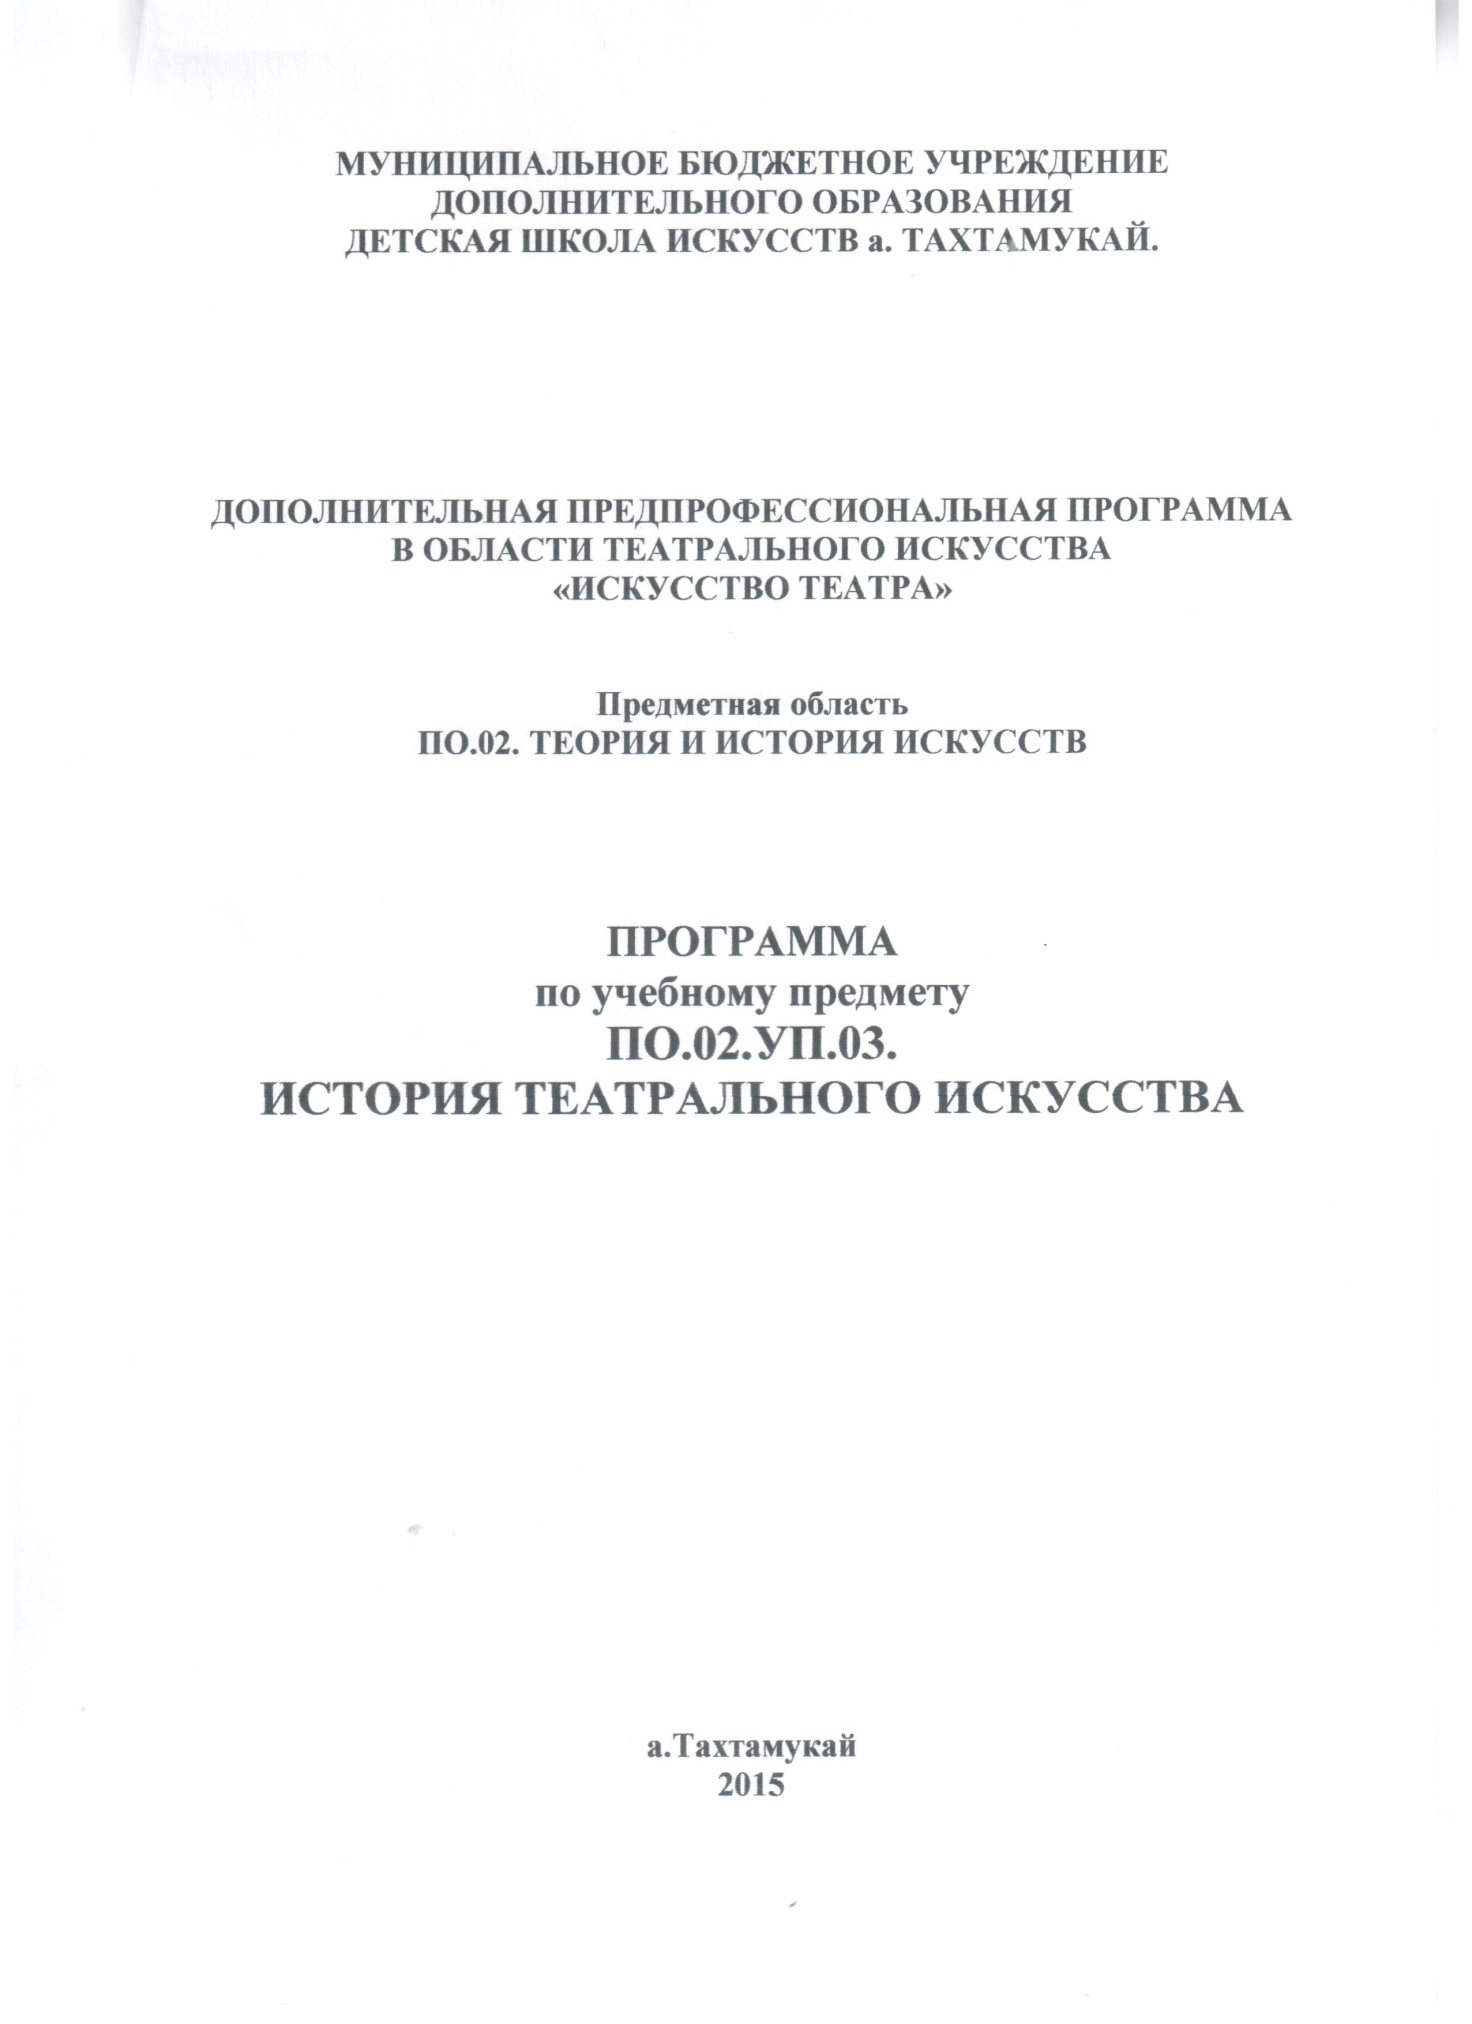 МУНИЦИПАЛЬНОЕ БЮДЖЕТНОЕ УЧРЕЖДЕНИЕ
ДОПОЛНИТЕЛЬНОГО ОБРАЗОВАНИЯ
ДЕТСКАЯ ШКОЛА ИСКУССТВ а. ТАХТАМУКАЙ.
ДОПОЛНИТЕЛЬНАЯ ПРЕДПРОФЕССИОНАЛЬНАЯ ПРОГРАММА
В ОБЛАСТИ ТЕАТРАЛЬНОГО ИСКУССТВА
«ИСКУССТВО ТЕАТРА»
Предметная область
ПО.02. ТЕОРИЯ И ИСТОРИЯ ИСКУССТВ
ПРОГРАММА
по учебному предмету
ПО.02.УП.03.
ИСТОРИЯ ТЕАТРАЛЬНОГО ИСКУССТВА
а.Тахтамукай
2015